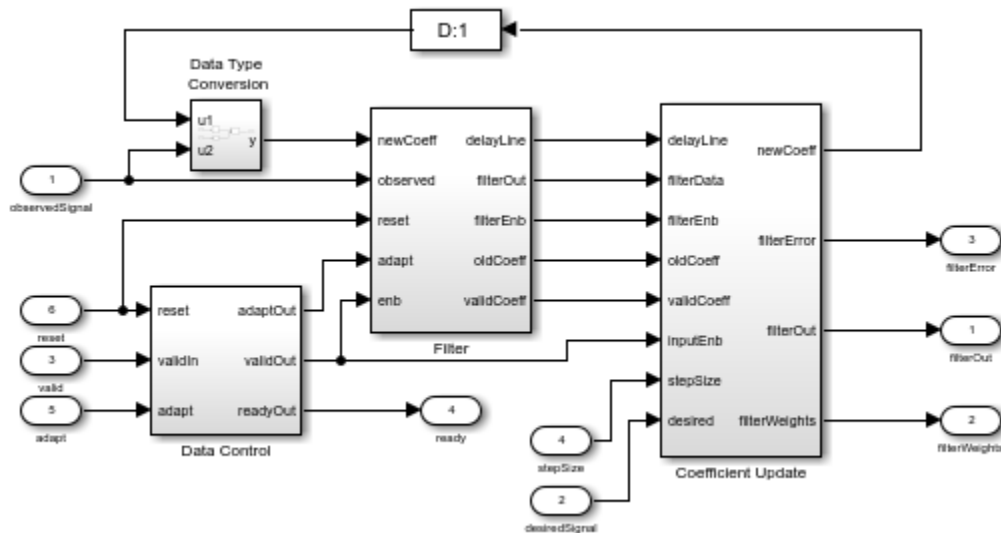 D:1
Data Type
Conversion
u1
u2
y
1
observedSignal
newCoeff
observed
reset
adapt
enb
delayLine
filterOut
filterEnb
oldCoeff
validCoeff
Filter
delayLine
filterData
filterEnb
oldCoeff
validCoeff
inputEnb
stepSize
desired
newCoeff
filterError
filterOut
filterWeights
Coefficient Update
3
filterError
1
filterOut
2
filterWeights
6
reset
3
valid
5
adapt
reset
validIn
adapt
adaptOut
validOut
readyOut
Data Control
4
ready
4
stepSize
2
desiredSignal